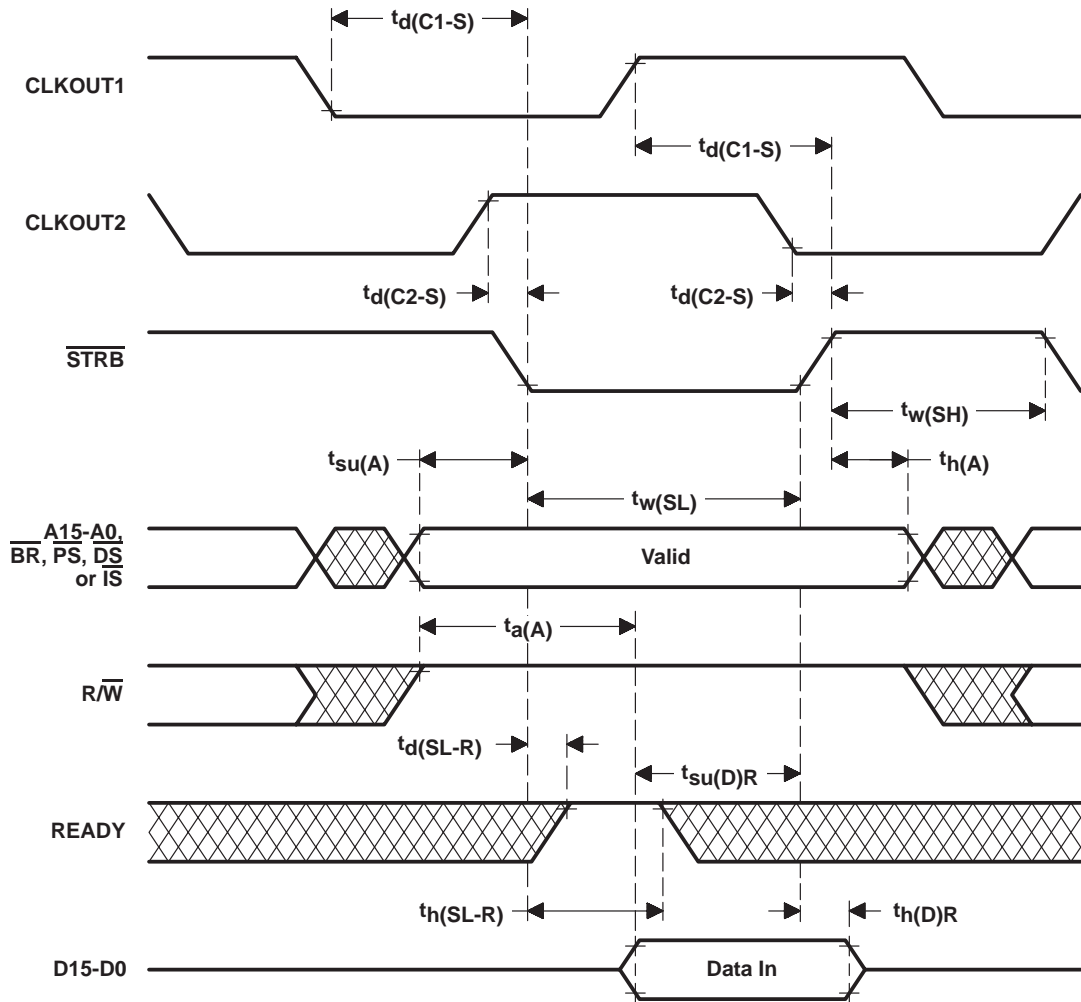 td(C1-S)
CLKOUT1
td(C1-S)
CLKOUT2
td(C2-S)
td(C2-S)
STRB
tw(SH)
tsu(A)
th(A)
tw(SL)
A15-A0,
BR, PS, DS
or IS
Valid
ta(A)
R/W
td(SL-R)
tsu(D)R
READY
th(SL-R)
th(D)R
D15-D0
Data In